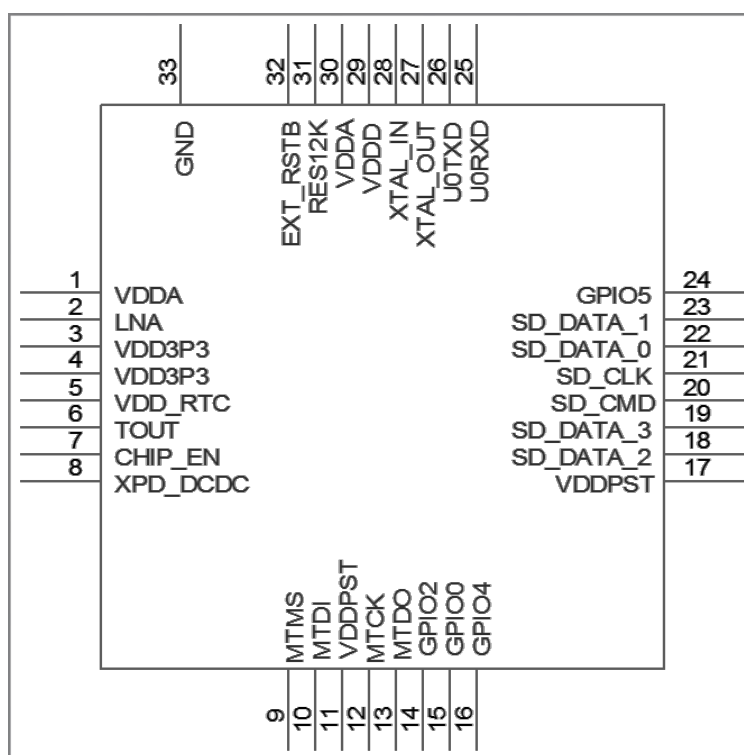 33 32 31 30 29 28 27 26 25
GND EXT_RSTB RES12K VDDA VDDD XTAL_IN XTAL_OUT U0TXD U0RXD
1 VDDA
2 LNA
3 VDD3P3
4 VDD3P3
5 VDD_RTC
6 TOUT
7 CHIP_EN
8 XPD_DCDC
GPIO5 24
SD_DATA_1 23
SD_DATA_0 22
SD_CLK 21
SD_CMD 20
SD_DATA_3 19
SD_DATA_2 18
VDDPST 17
MTMS MTDI VDDPST MTCK MTDO GPIO2 GPIO0 GPIO4
9 10 11 12 13 14 15 16